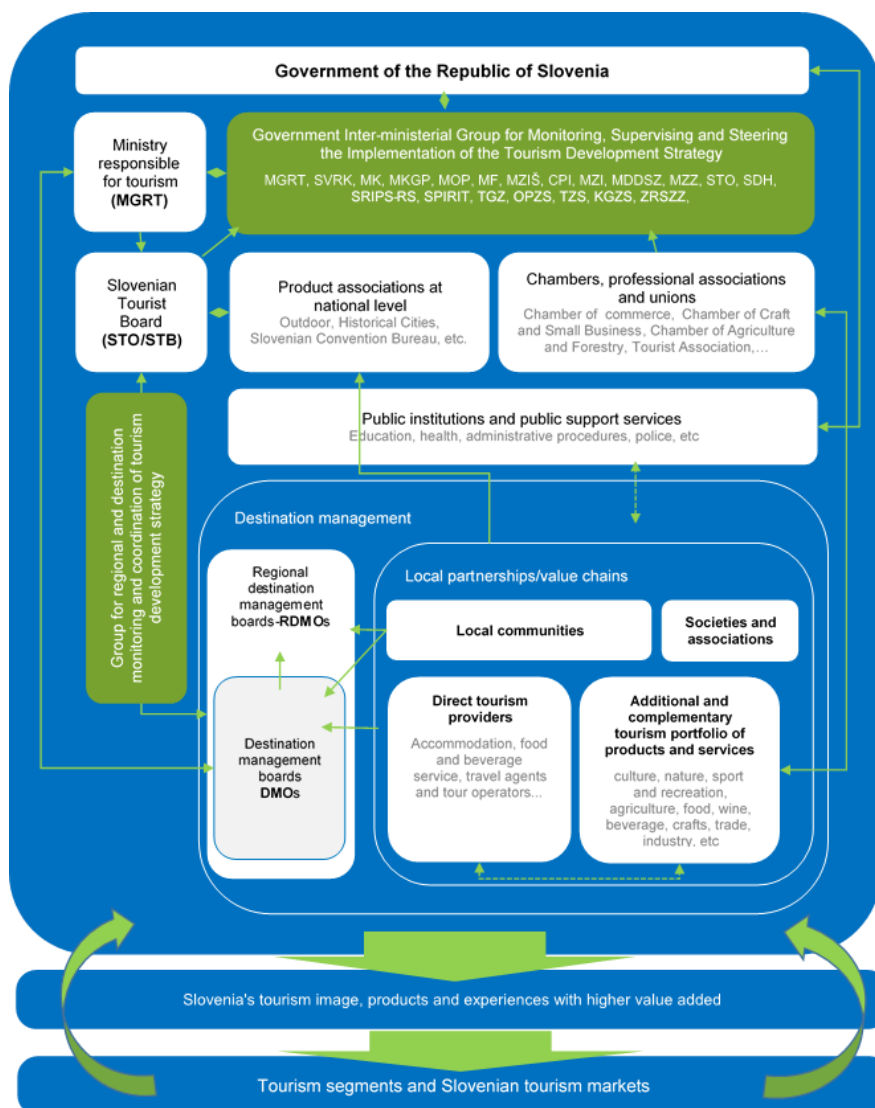 Government of the Republic of Slovenia
Ministry
responsible
for tourism
(MGRT)
Government Inter-ministerial Group for Monitoring, Supervising and Steering
the Implementation of the Tourism Development Strategy
MGRT, SVRK, MK, MKGP, MOP, MF, MZIŠ, CPI, MZI, MDDSZ, MZZ, STO, SDH,
SRIPS-RS, SPIRIT, TGZ, OPZS, TZS, KGZS, ZRSZZ,
Slovenian
Tourist
Board
(STO/STB)
Product associations at
national level
Outdoor, Historical Cities,
Slovenian Convention Bureau, etc.
Chambers, professional associations
and unions
Chamber of commerce, Chamber of Craft
and Small Business, Chamber of Agriculture
and Forestry, Tourist Association,...
Public institutions and public support services
Education, health, administrative procedures, police, etc
Group for regional and destination
monitoring and coordination of tourism
development strategy
Destination management
Regional
destination
management
boards-RDMOs
Destination
management
boards
DMOs
Local partnerships/value chains
Local communities
Societies and
associations
Direct tourism
providers
Accommodation, food
and beverage
service, travel agents
and tour operators...
Additional and
complementary
tourism portfolio of
products and services
culture, nature, sport
and recreation,
agriculture, food, wine,
beverage, crafts, trade,
industry, etc
Slovenia's tourism image, products and experiences with higher value added
Tourism segments and Slovenian tourism markets